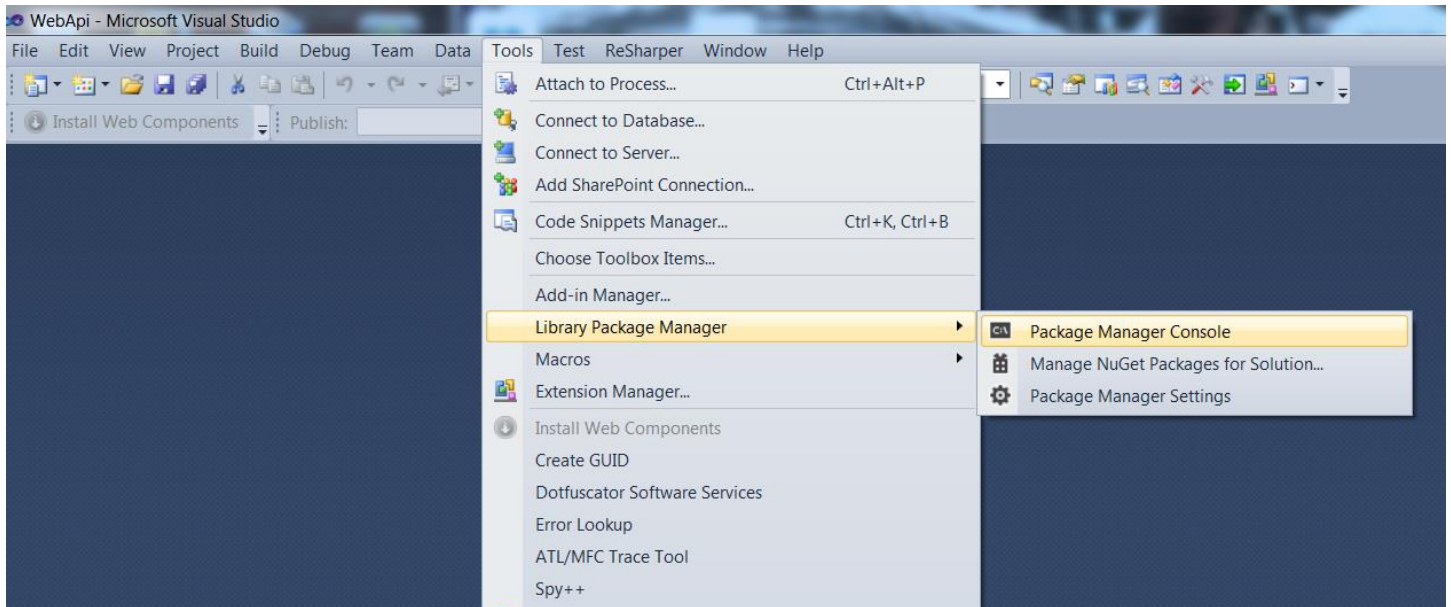 WebApi - Microsoft Visual Studio
File Edit View Project Build Debug Team Data Tools Test ReSharper Window Help
Attach to Process... Ctrl+Alt+P
Install Web Components Publish:
Connect to Database...
Connect to Server...
Add SharePoint Connection...
Code Snippets Manager... Ctrl+K, Ctrl+B
Choose Toolbox Items...
Add-in Manager...
Library Package Manager
Package Manager Console
Macros
Manage NuGet Packages for Solution...
Extension Manager...
Package Manager Settings
Install Web Components
Create GUID
Dotfuscator Software Services
Error Lookup
ATL/MFC Trace Tool
Spy++